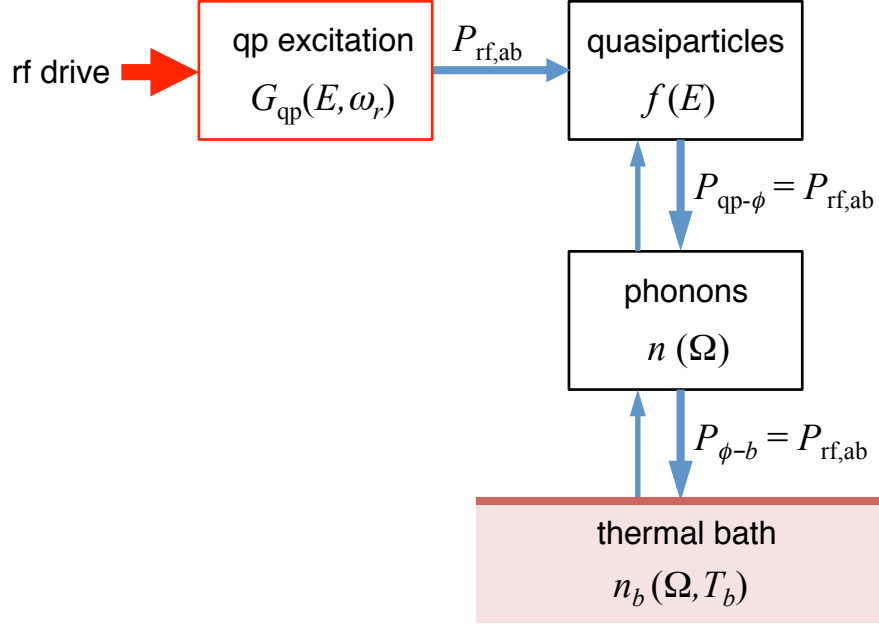 rf drive
qp excitation
G_qp(E, ω_r)
P_rf,ab
quasiparticles
f(E)
P_qp-ϕ = P_rf,ab
phonons
n (Ω)
P_ϕ–b = P_rf,ab
thermal bath
n_b (Ω, T_b)